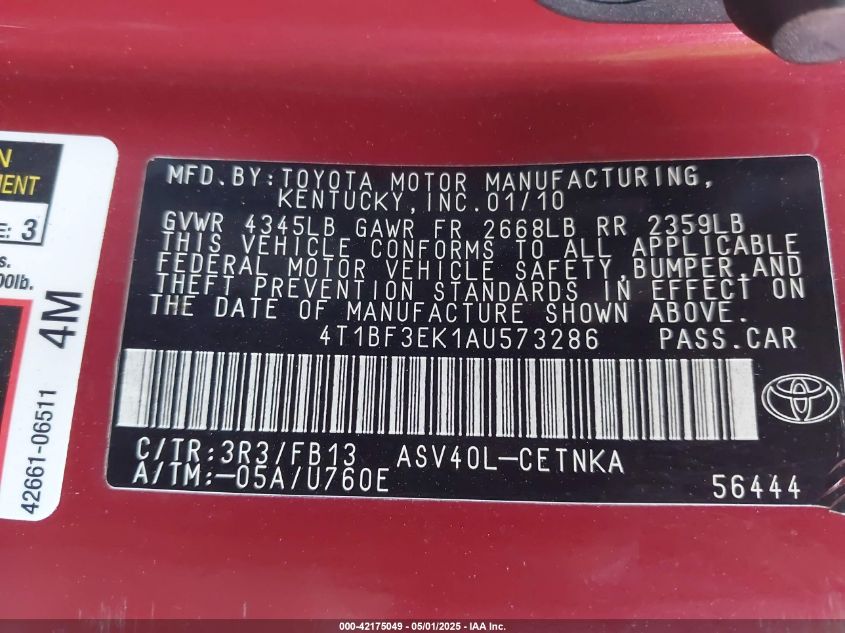 MFD.BY:TOYOTA MOTOR MANUFACTURING,
KENTUCKY,INC.01/10
GVWR 4345LB GAWR FR 2668LB RR 2359LB
THIS VEHICLE CONFORMS TO ALL APPLICABLE
FEDERAL MOTOR VEHICLE SAFETY,BUMPER,AND
THEFT PREVENTION STANDARDS IN EFFECT ON
THE DATE OF MANUFACTURE SHOWN ABOVE.
4T1BF3EK1AU573286 PASS.CAR
C/TR:3R3/FB13 ASV40L-CETNKA
A/TM:-05A/U760E
56444
3
00lb.
4M
42661-06511
000-42175049 - 05/01/2025 - IAA Inc.